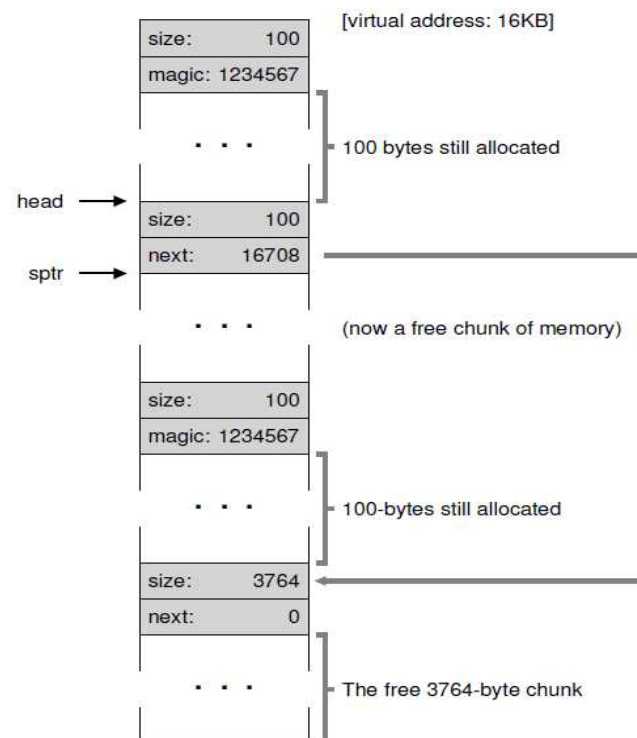 [virtual address: 16KB]
size: 100
magic: 1234567
. . .
100 bytes still allocated
head
size: 100
next: 16708
sptr
. . .
(now a free chunk of memory)
size: 100
magic: 1234567
. . .
100-bytes still allocated
size: 3764
next: 0
. . .
The free 3764-byte chunk